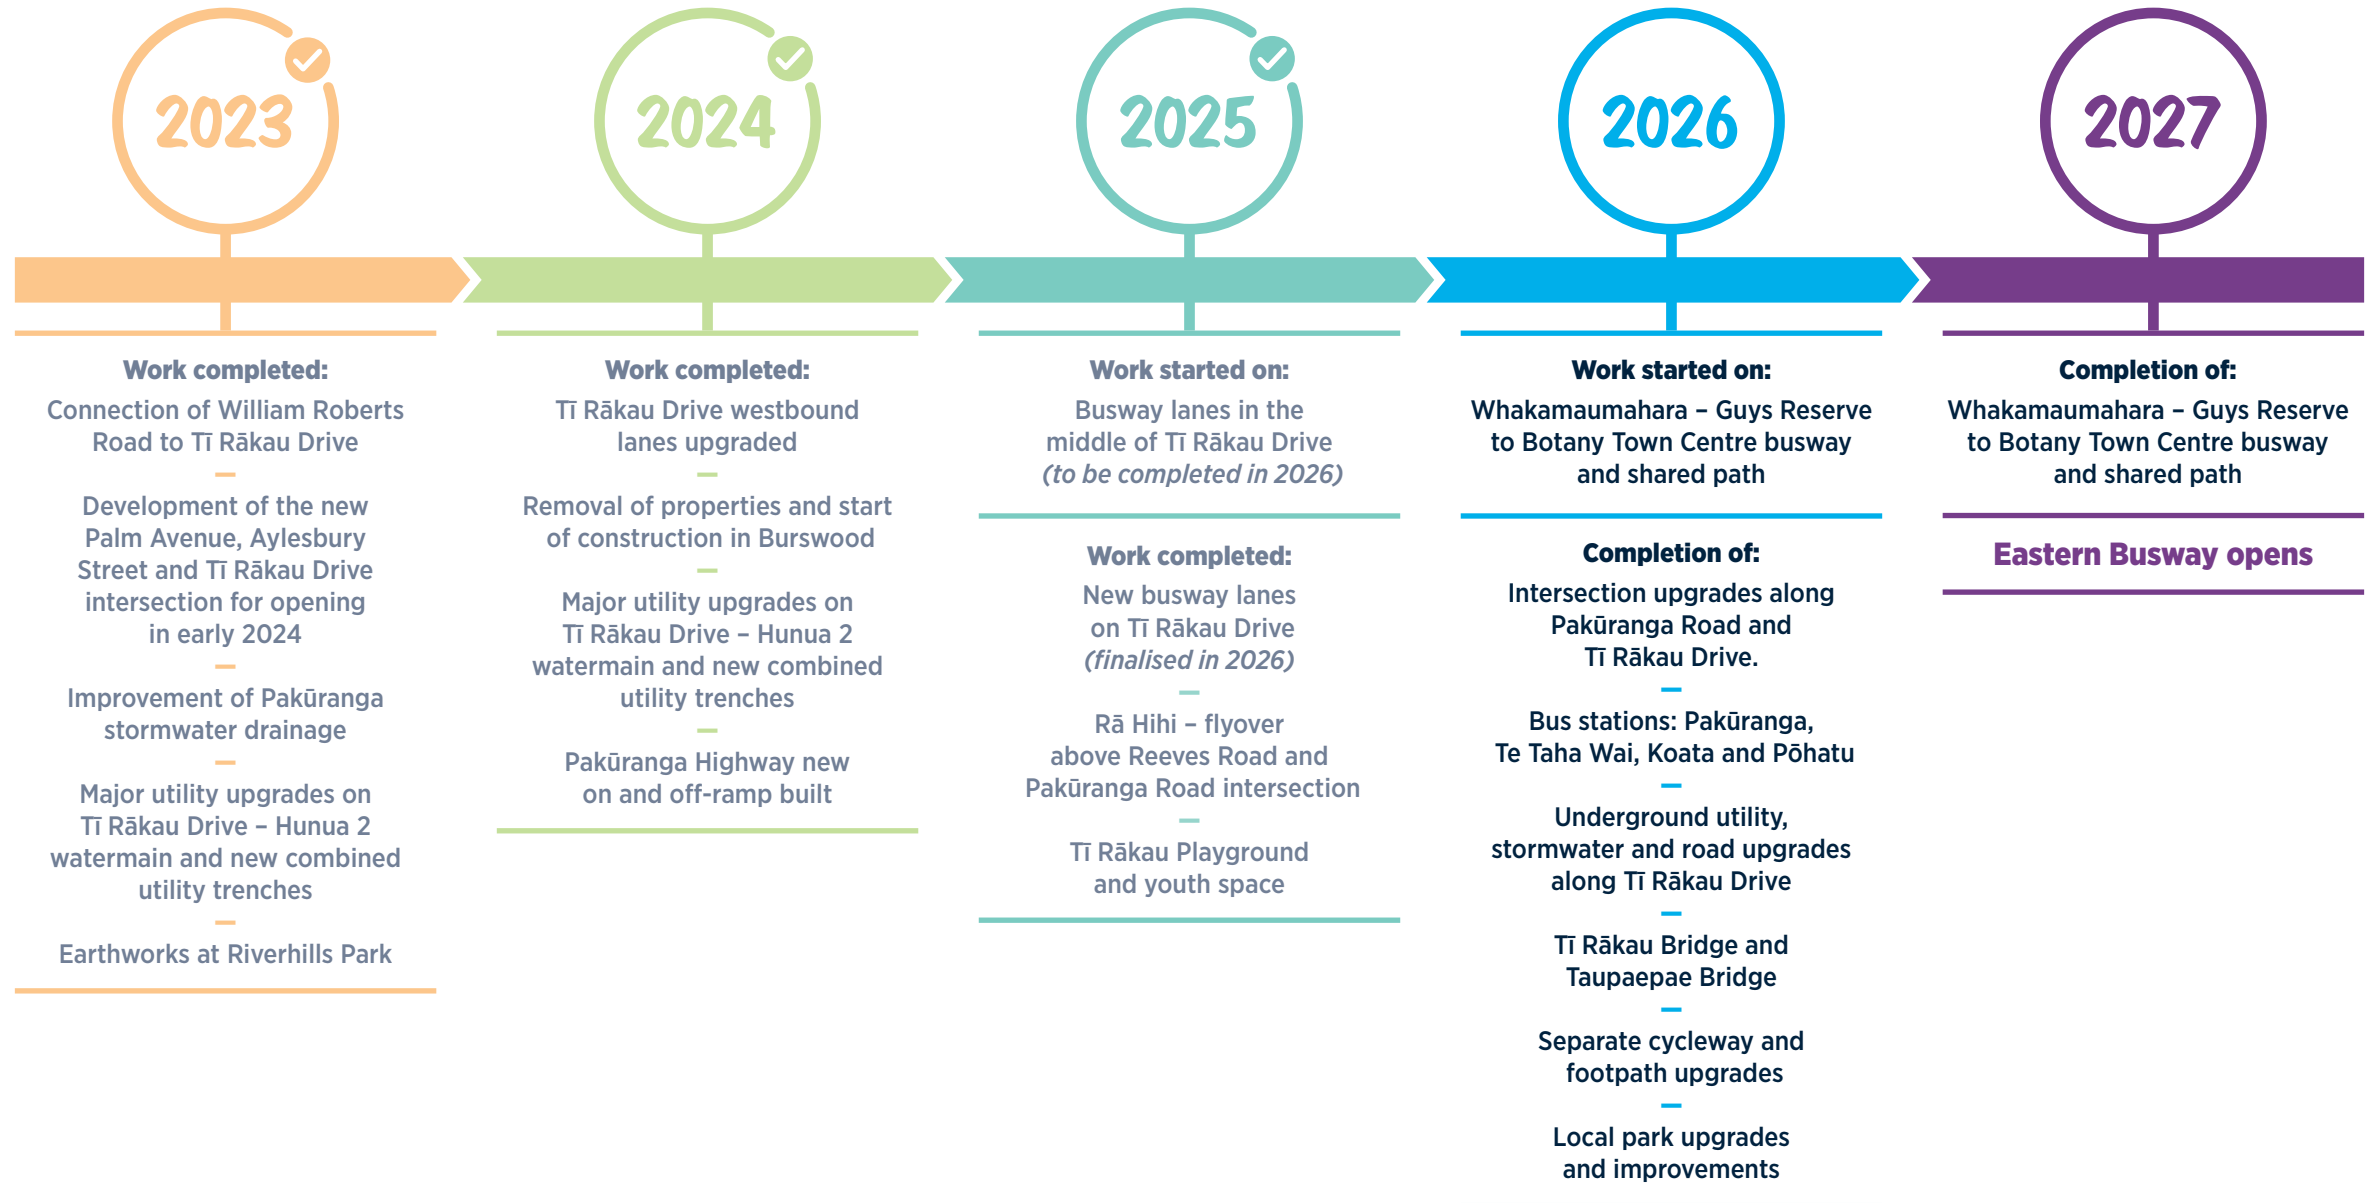 2023
Work completed:
Connection of William Roberts
Road to Tī Rākau Drive
Development of the new
Palm Avenue, Aylesbury
Street and Tī Rākau Drive
intersection for opening
in early 2024
Improvement of Pakūranga
stormwater drainage
Major utility upgrades on
Tī Rākau Drive – Hunua 2
watermain and new combined
utility trenches
Earthworks at Riverhills Park
2024
Work completed:
Tī Rākau Drive westbound
lanes upgraded
Removal of properties and start
of construction in Burswood
Major utility upgrades on
Tī Rākau Drive – Hunua 2
watermain and new combined
utility trenches
Pakūranga Highway new
on and off-ramp built
2025
Work started on:
Busway lanes in the
middle of Tī Rākau Drive
(to be completed in 2026)
Work completed:
New busway lanes
on Tī Rākau Drive
(finalised in 2026)
Rā Hihi – flyover
above Reeves Road and
Pakūranga Road intersection
Tī Rākau Playground
and youth space
2026
Work started on:
Whakamaumahara – Guys Reserve
to Botany Town Centre busway
and shared path
Completion of:
Intersection upgrades along
Pakūranga Road and
Tī Rākau Drive.
Bus stations: Pakūranga,
Te Taha Wai, Koata and Pōhatu
Underground utility,
stormwater and road upgrades
along Tī Rākau Drive
Tī Rākau Bridge and
Taupaepae Bridge
Separate cycleway and
footpath upgrades
Local park upgrades
and improvements
2027
Completion of:
Whakamaumahara – Guys Reserve
to Botany Town Centre busway
and shared path
Eastern Busway opens